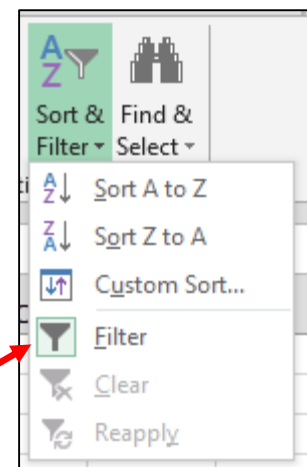 Sort & Find &
Filter Select
Sort A to Z
Sort Z to A
Custom Sort...
Filter
Clear
Reapply